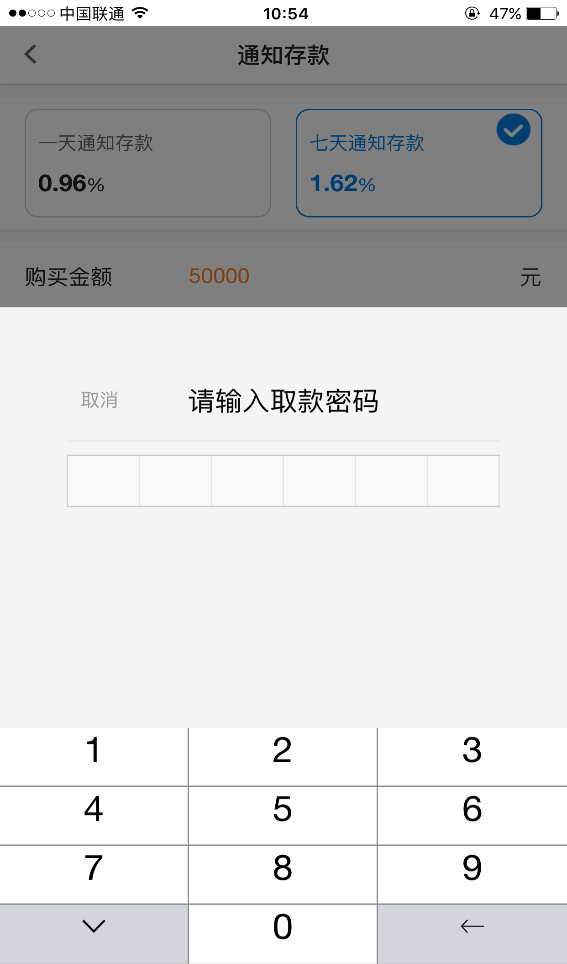 中国联通 10:54 47%
通知存款
一天通知存款 七天通知存款
0.96% 1.62%
购买金额 50000 元
取消 请输入取款密码
1 2 3
4 5 6
7 8 9
0